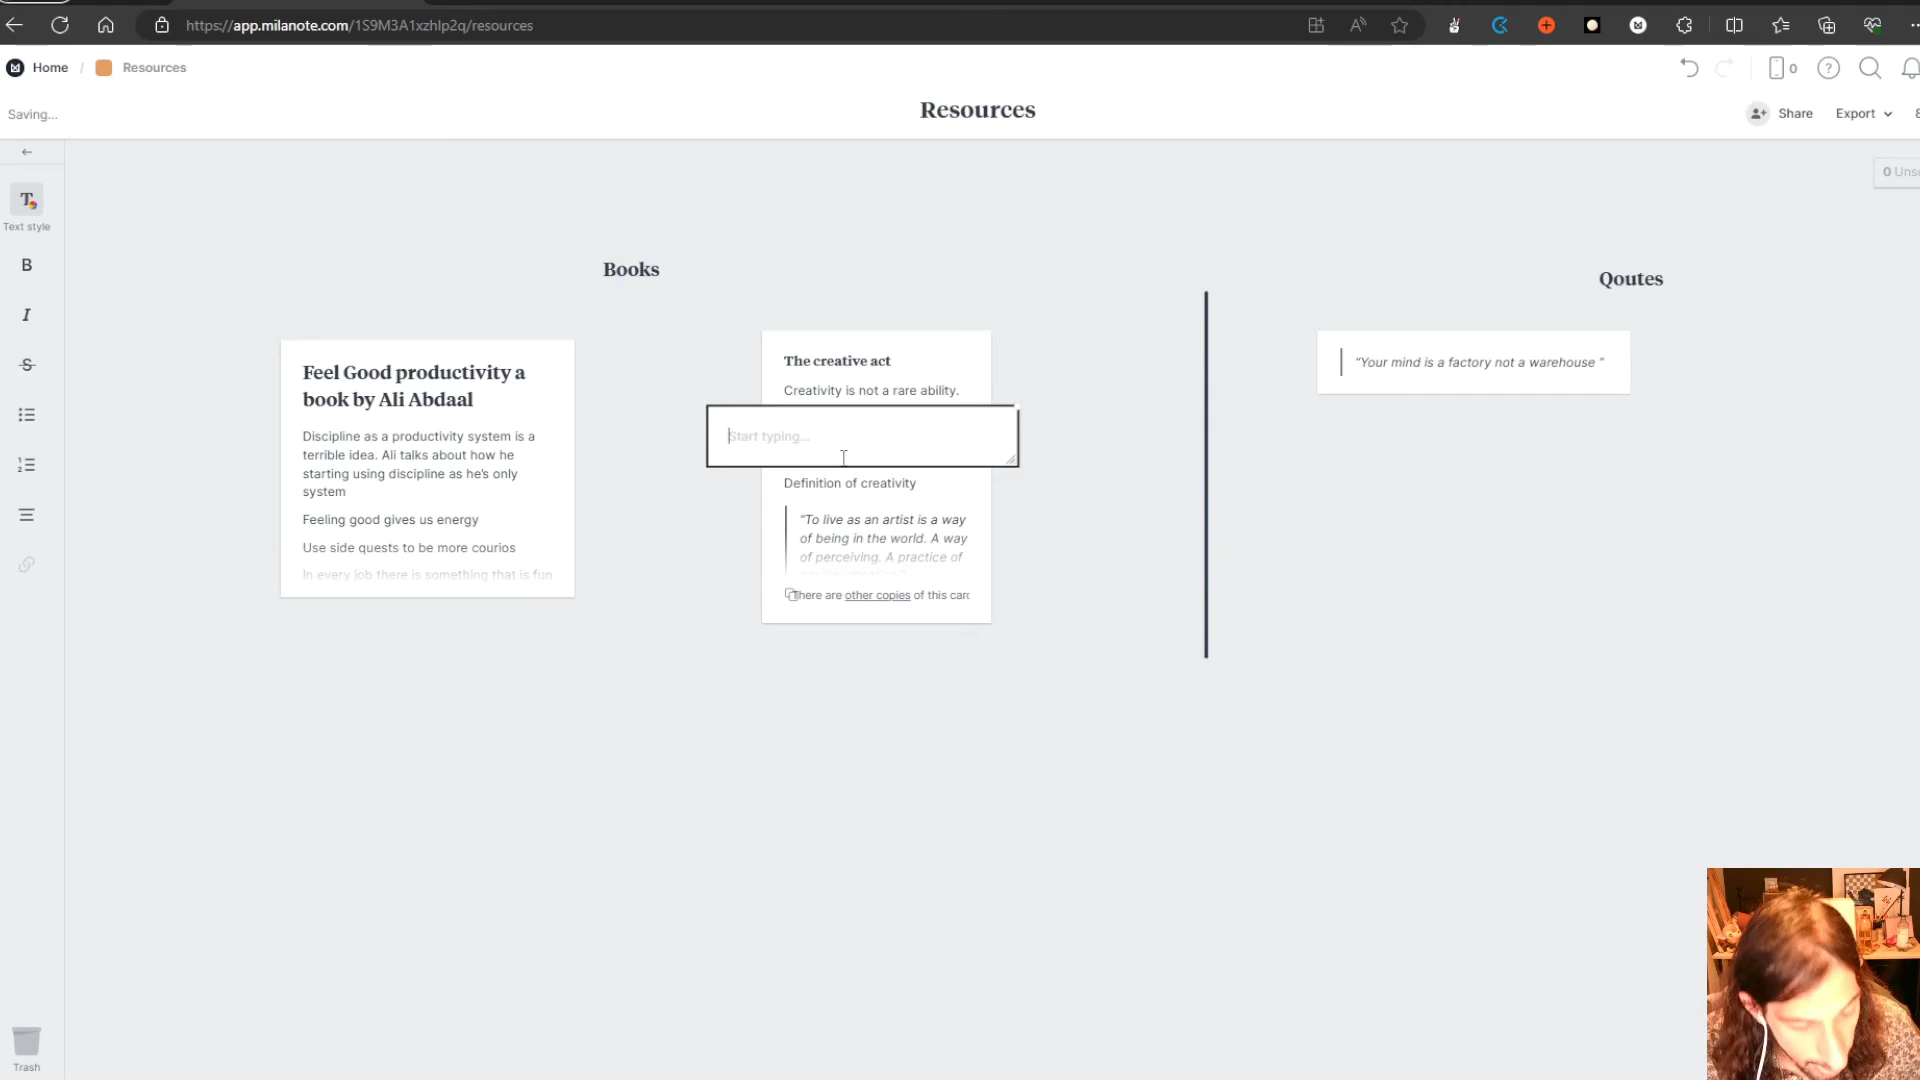 https://app.milanote.com/1S9M3A1xzhlp2q/resources
Home / Resources
0
Saving...
Resources
Share
Export
0 Unso
Text style
B
I
S
Trash
Books
Feel Good productivity a
book by Ali Abdaal
Discipline as a productivity system is a
terrible idea. Ali talks about how he
starting using discipline as he's only
system
Feeling good gives us energy
Use side quests to be more courios
In every job there is something that is fun
The creative act
Creativity is not a rare ability.
Start typing...
Definition of creativity
"To live as an artist is a way
of being in the world. A way
of perceiving. A practice of
There are other copies of this card
Qoutes
"Your mind is a factory not a warehouse "